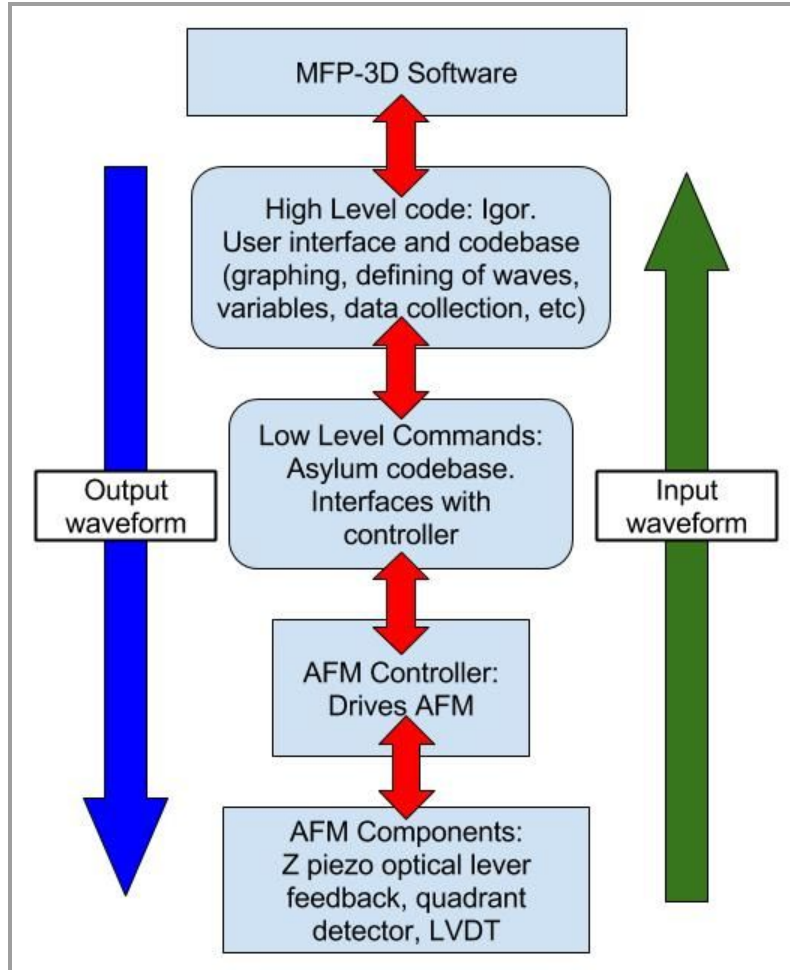 MFP-3D Software
High Level code: Igor.
User interface and codebase
(graphing, defining of waves,
variables, data collection, etc)
Low Level Commands:
Asylum codebase.
Interfaces with
controller
Output
waveform
Input
waveform
AFM Controller:
Drives AFM
AFM Components:
Z piezo optical lever
feedback, quadrant
detector, LVDT